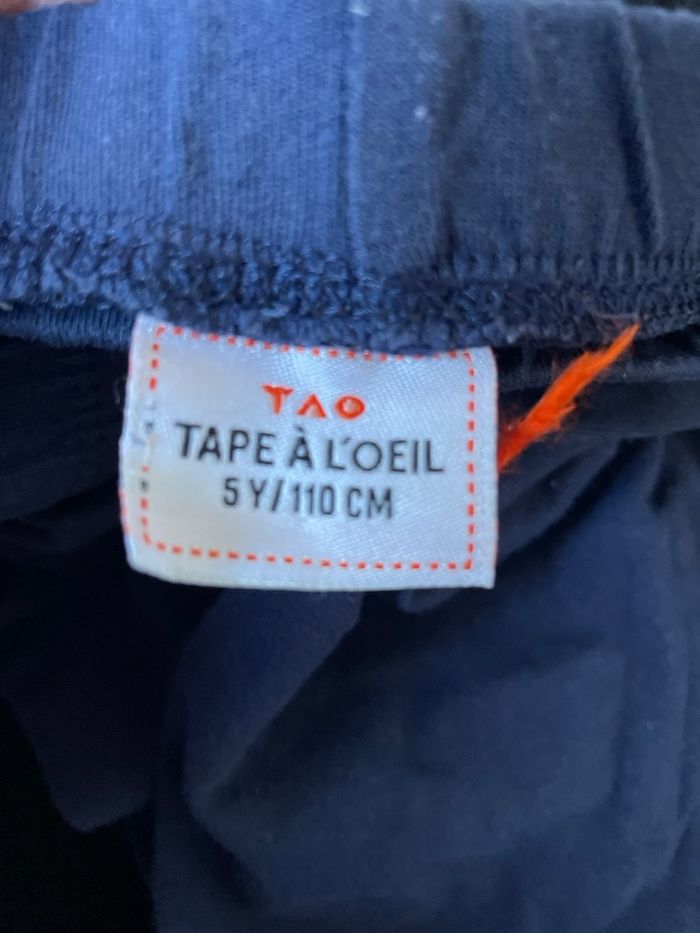 TAO
TAPE À L'OEIL
5 Y/110 CM